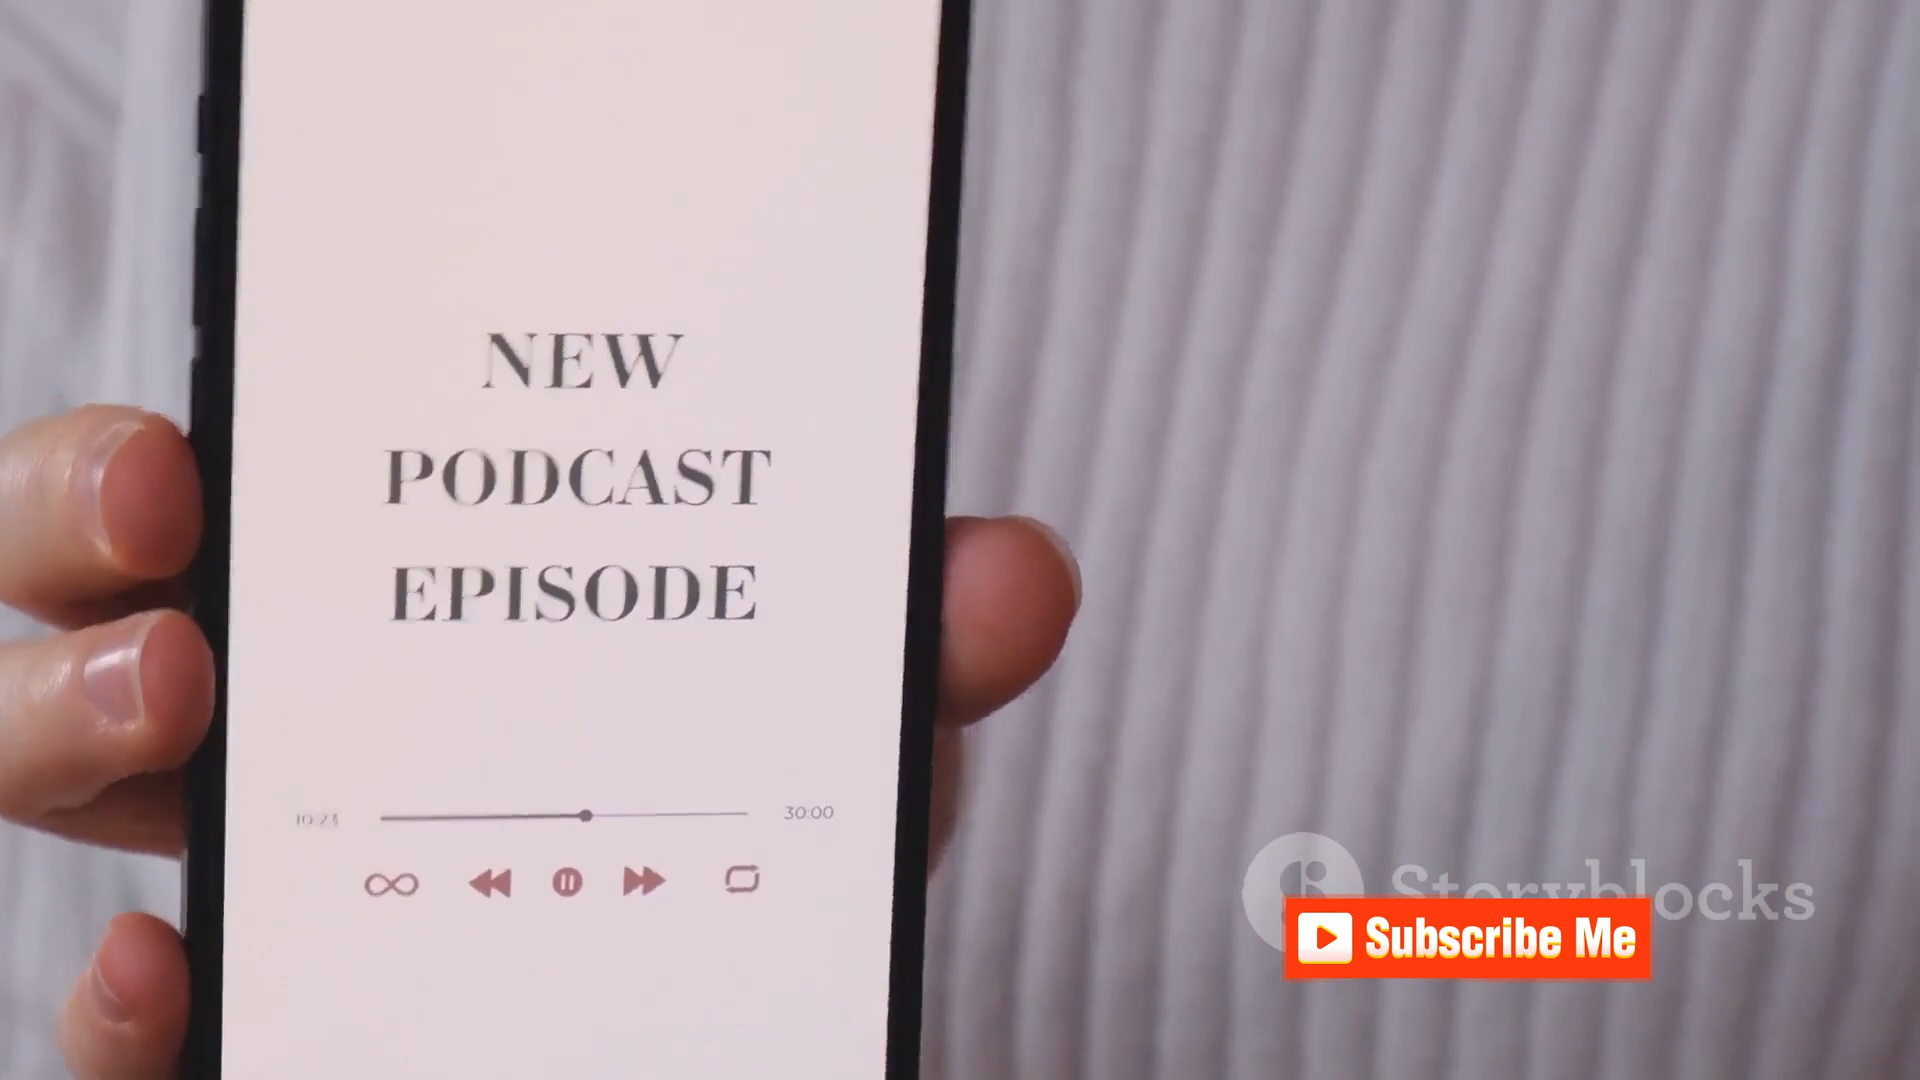 NEW
PODCAST
EPISODE
10:23
30:00
Storyblocks
Subscribe Me